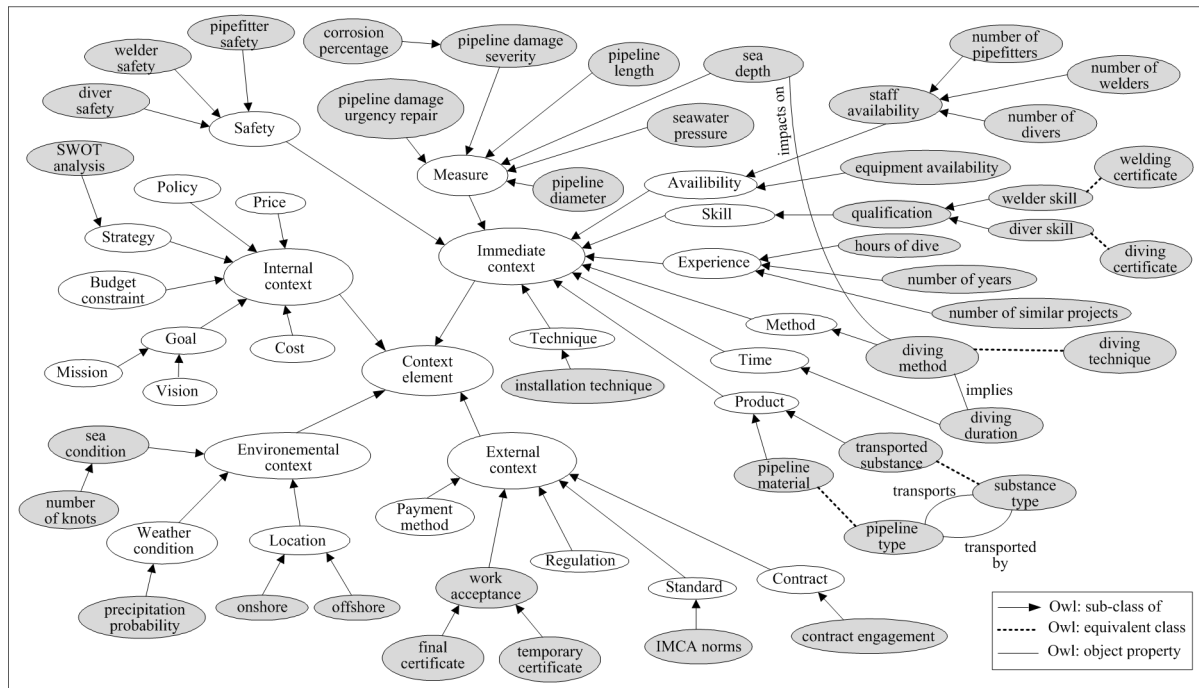 pipefitter
safety
corrosion
percentage
pipeline damage
severity
pipeline
length
sea
depth
number of
pipefitters
welder
safety
number of
welders
diver
safety
pipeline damage
urgency repair
staff
availability
Safety
seawater
pressure
impacts on
number of
divers
SWOT
analysis
Policy
Measure
pipeline
diameter
Availibility
equipment availability
welding
certificate
Price
Skill
qualification
welder skill
Strategy
Immediate
context
diver skill
hours of dive
Internal
context
Experience
diving
certificate
Budget
constraint
number of years
number of similar projects
Goal
Cost
Technique
Method
Mission
Vision
Context
element
Time
diving
method
diving
technique
installation technique
implies
Product
sea
condition
Environemental
context
External
context
transported
substance
diving
duration
pipeline
material
substance
type
transports
number
of knots
Weather
condition
Location
Payment
method
Regulation
pipeline
type
transported
by
precipitation
probability
onshore
offshore
work
acceptance
Standard
Contract
final
certificate
temporary
certificate
IMCA norms
contract engagement
Owl: sub-class of
Owl: equivalent class
Owl: object property